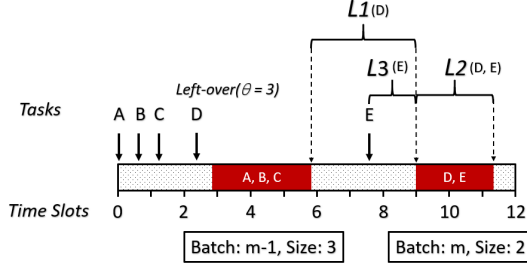 L1 (D)
L3 (E) L2 (D, E)
Left-over(θ = 3)
Tasks A B C D E
A, B, C D, E
Time Slots 0 2 4 6 8 10 12
Batch: m-1, Size: 3 Batch: m, Size: 2